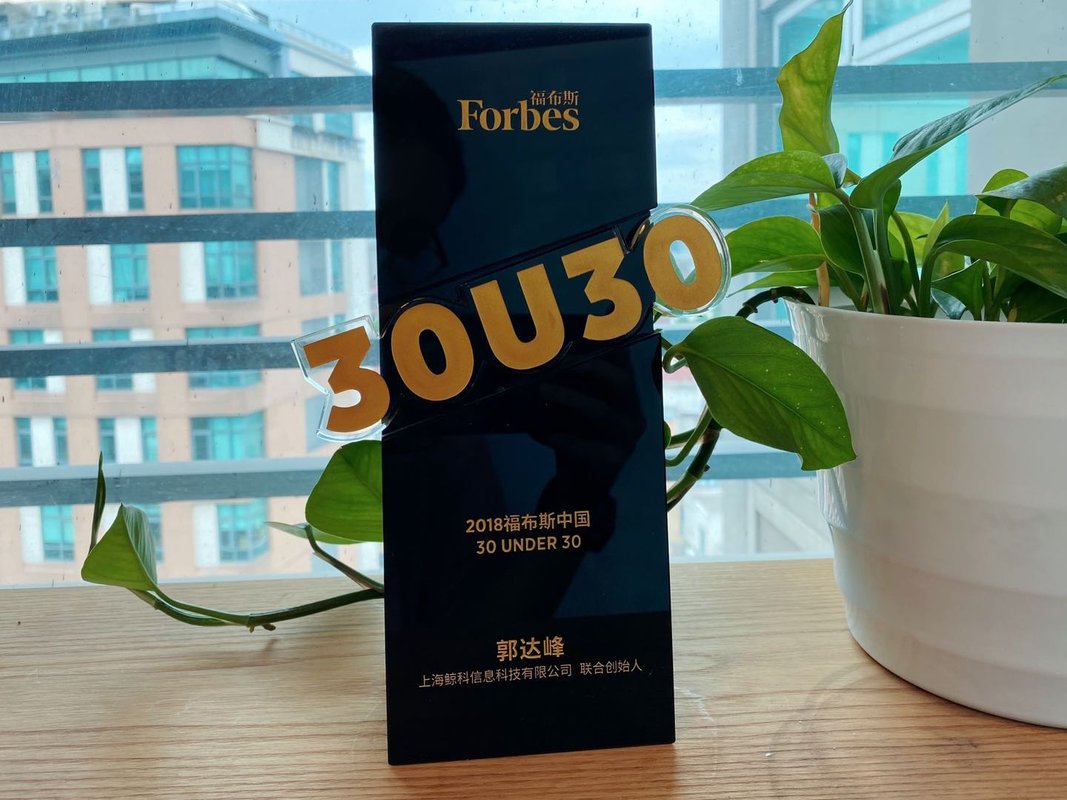 福布斯
Forbes
30U30
2018福布斯中国
30 UNDER 30
郭达峰
上海鲸科信息科技有限公司 联合创始人